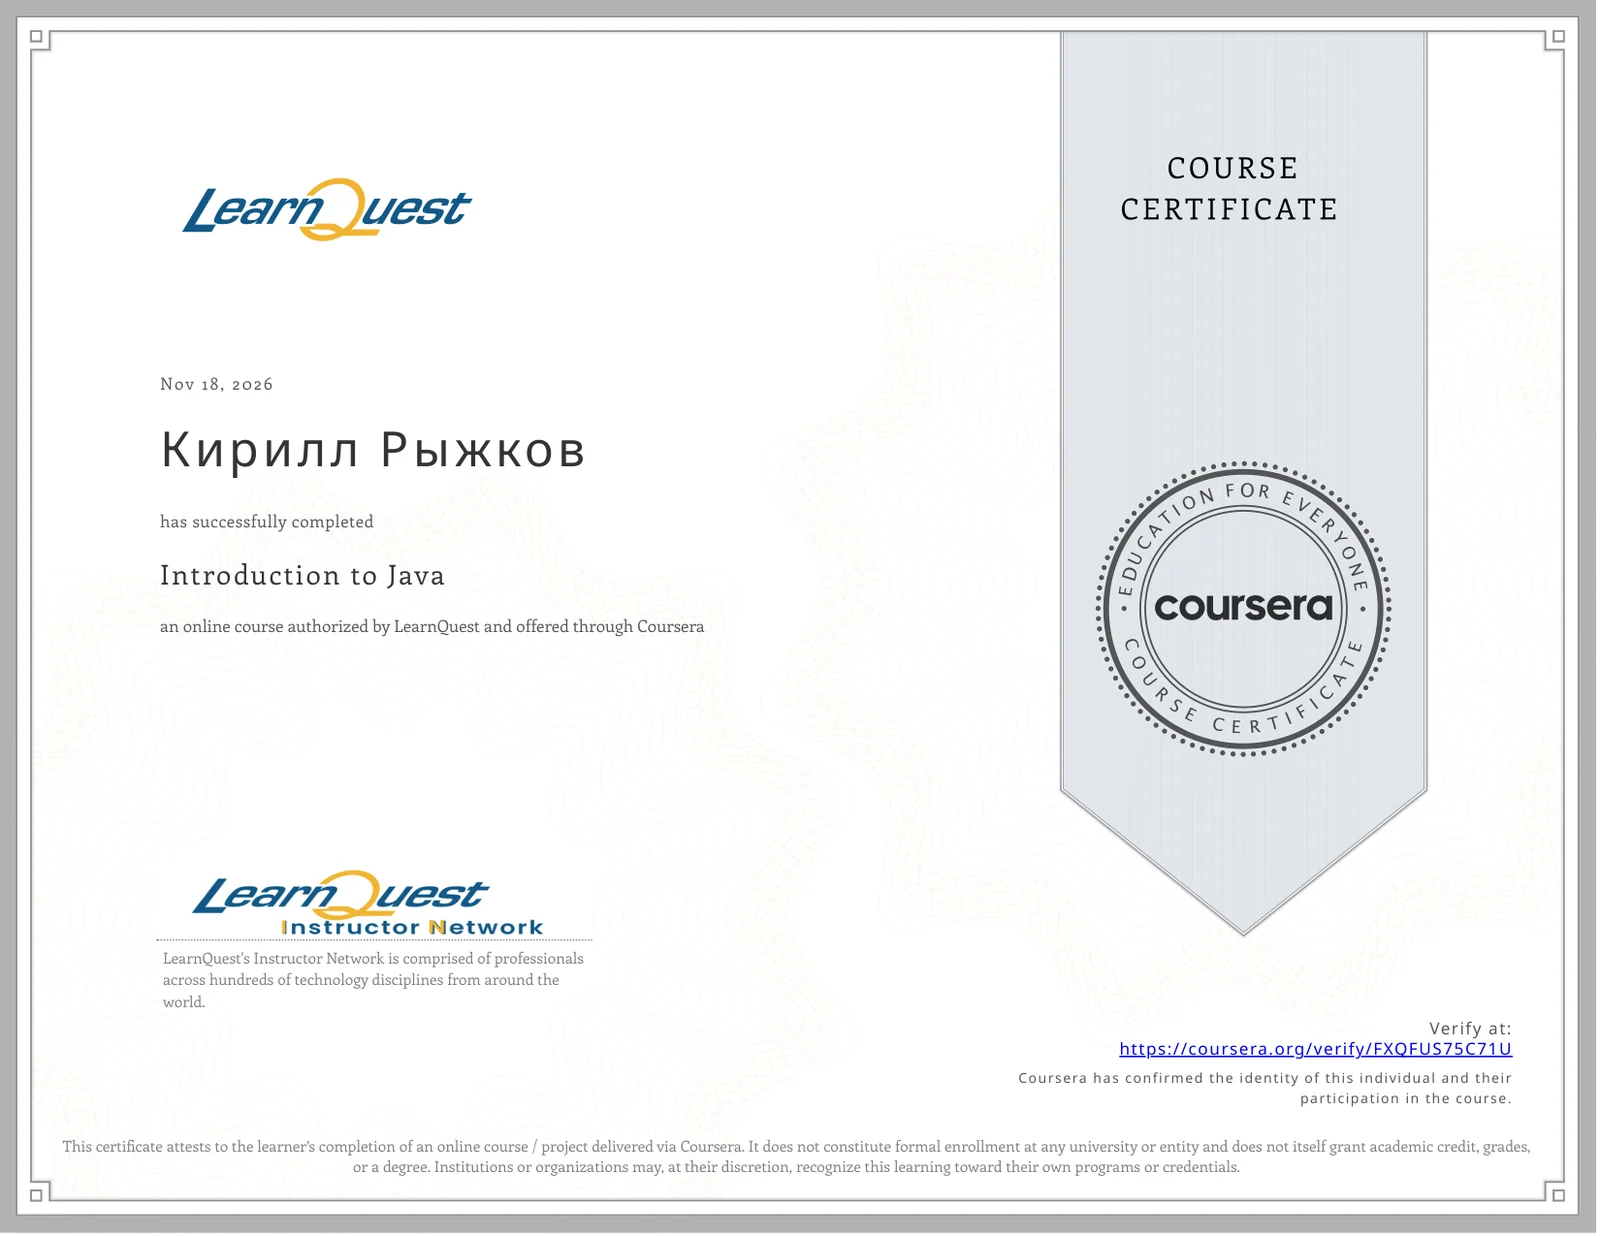 LearnQuest
COURSE
CERTIFICATE
Nov 18, 2026
Кирилл Рыжков
has successfully completed
Introduction to Java
an online course authorized by LearnQuest and offered through Coursera
EDUCATION FOR EVERYONE
coursera
COURSE CERTIFICATE
LearnQuest
Instructor Network
LearnQuest's Instructor Network is comprised of professionals
across hundreds of technology disciplines from around the
world.
Verify at:
https://coursera.org/verify/FXQFUS75C71U
Coursera has confirmed the identity of this individual and their
participation in the course.
This certificate attests to the learner's completion of an online course / project delivered via Coursera. It does not constitute formal enrollment at any university or entity and does not itself grant academic credit, grades,
or a degree. Institutions or organizations may, at their discretion, recognize this learning toward their own programs or credentials.